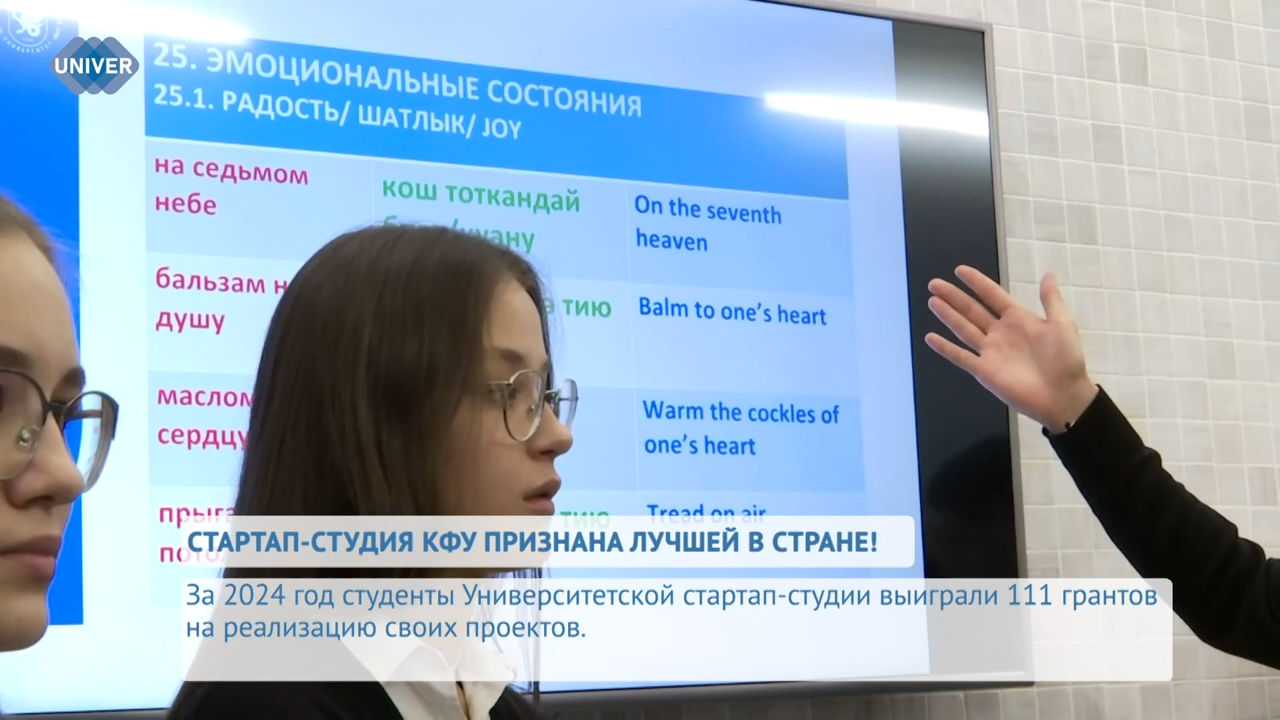 UNIVER
25. ЭМОЦИОНАЛЬНЫЕ СОСТОЯНИЯ
25.1. РАДОСТЬ/ ШАТЛЫК/ JOY
на седьмом
небе
кош тоткандай
On the seventh
heaven
бальзам
душу
тию
Balm to one’s heart
маслом
сердцу
Warm the cockles of
one’s heart
тию
Tread on air
СТАРТАП-СТУДИЯ КФУ ПРИЗНАНА ЛУЧШЕЙ В СТРАНЕ!
За 2024 год студенты Университетской стартап-студии выиграли 111 грантов
на реализацию своих проектов.